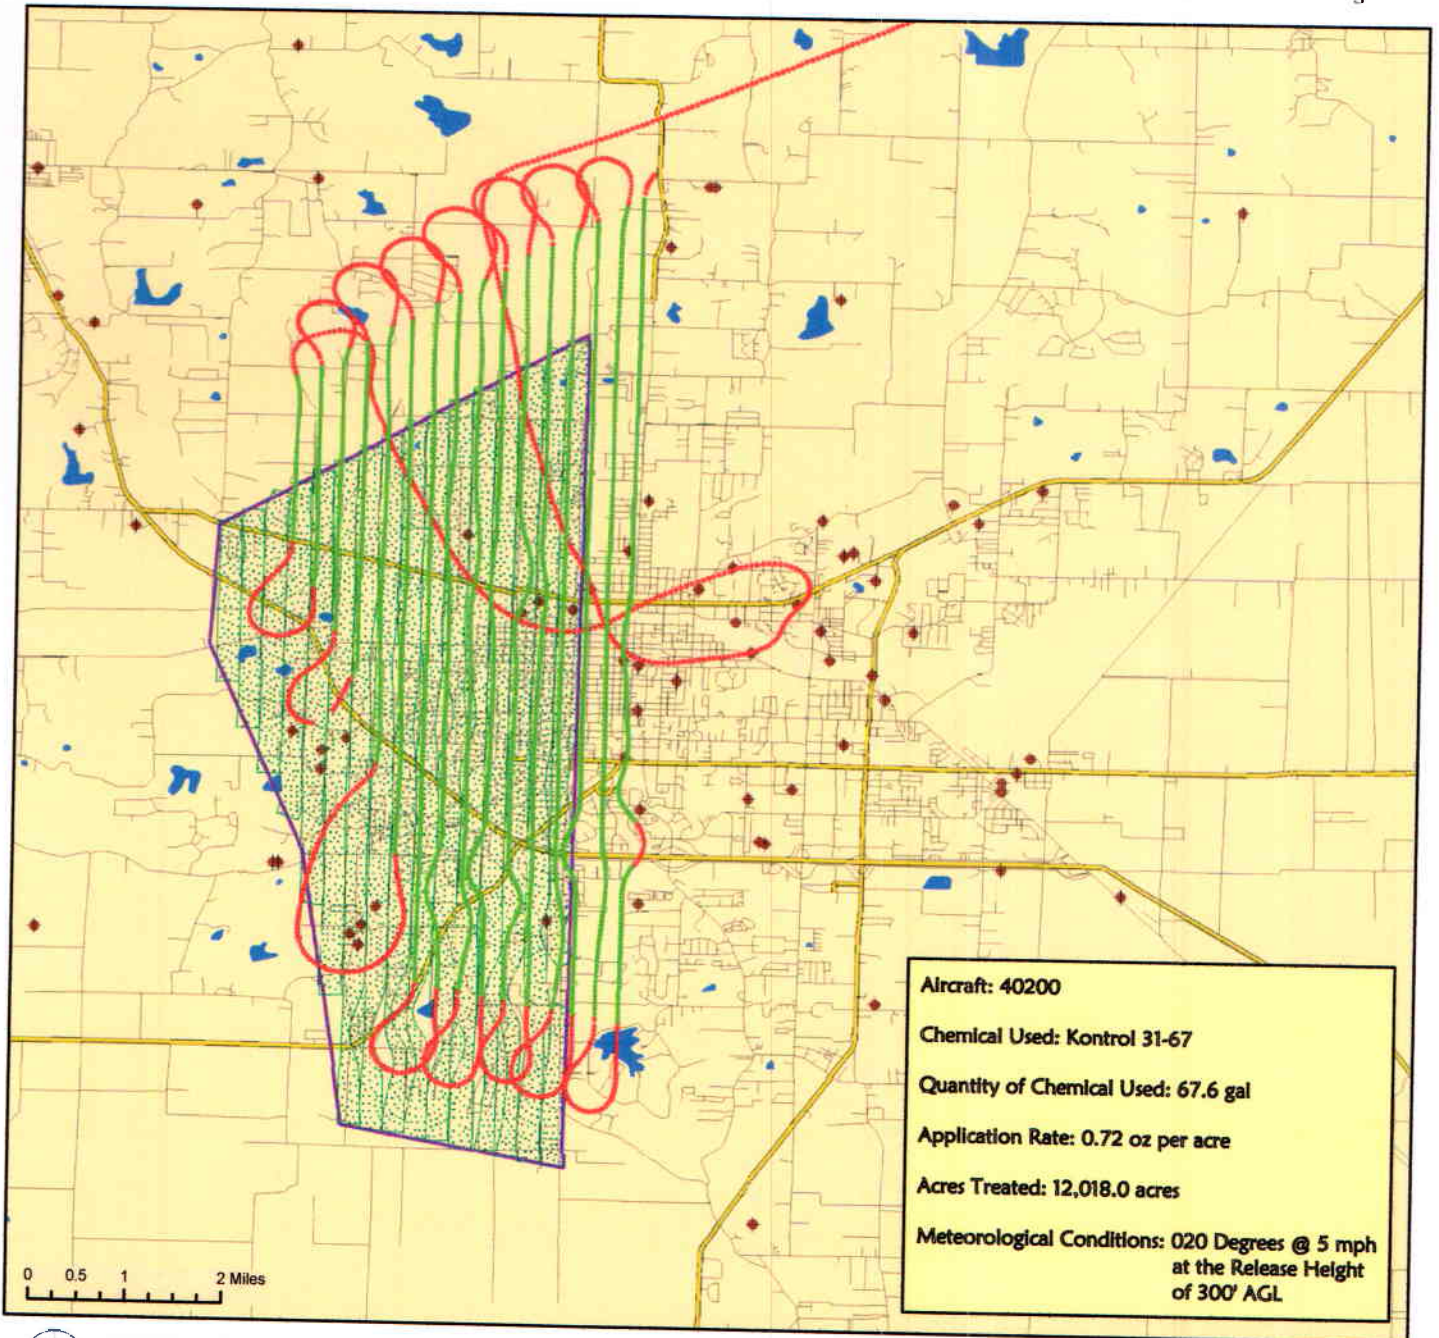 Aircraft: 40200
Chemical Used: Kontrol 31-67
Quantity of Chemical Used: 67.6 gal
Application Rate: 0.72 oz per acre
Acres Treated: 12,018.0 acres
Meteorological Conditions: 020 Degrees @ 5 mph
at the Release Height
of 300' AGL
0 0.5 1 2 Miles